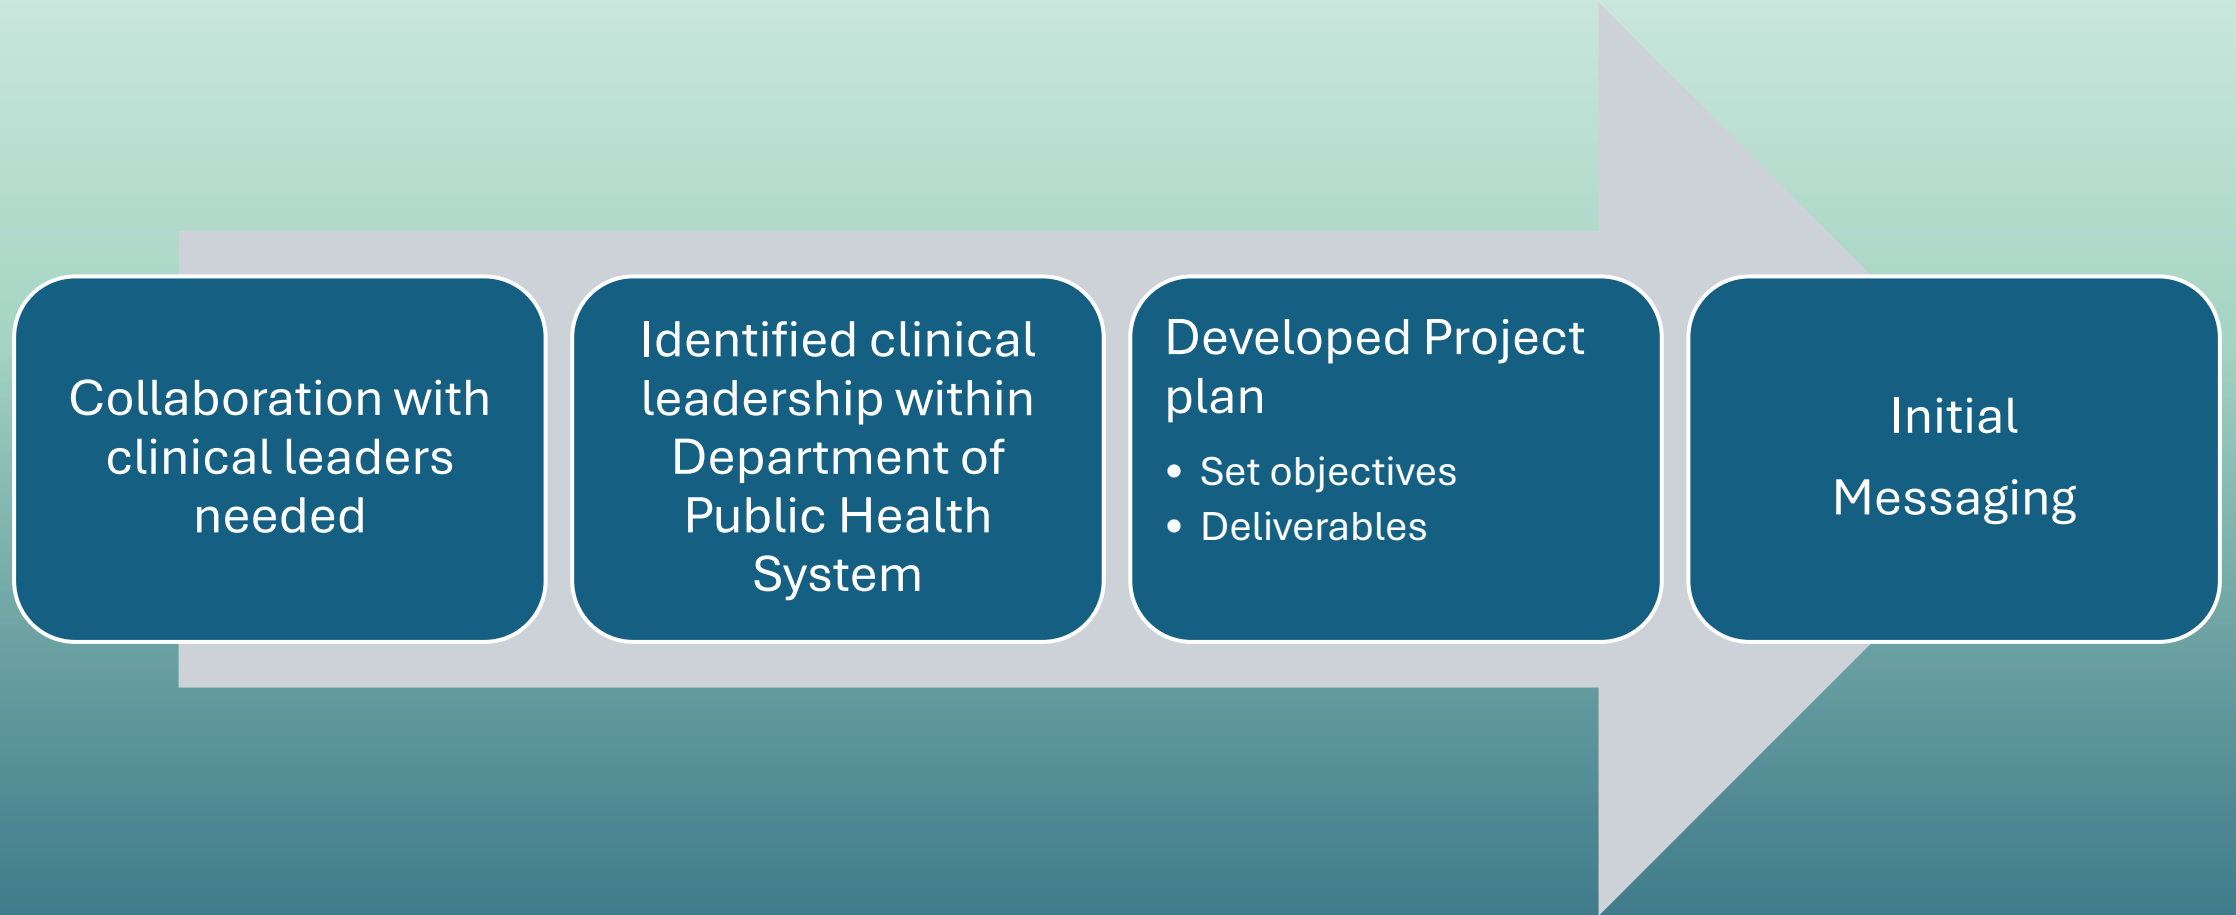 Collaboration with
clinical leaders
needed
Identified clinical
leadership within
Department of
Public Health
System
Developed Project
plan
• Set objectives
• Deliverables
Initial
Messaging